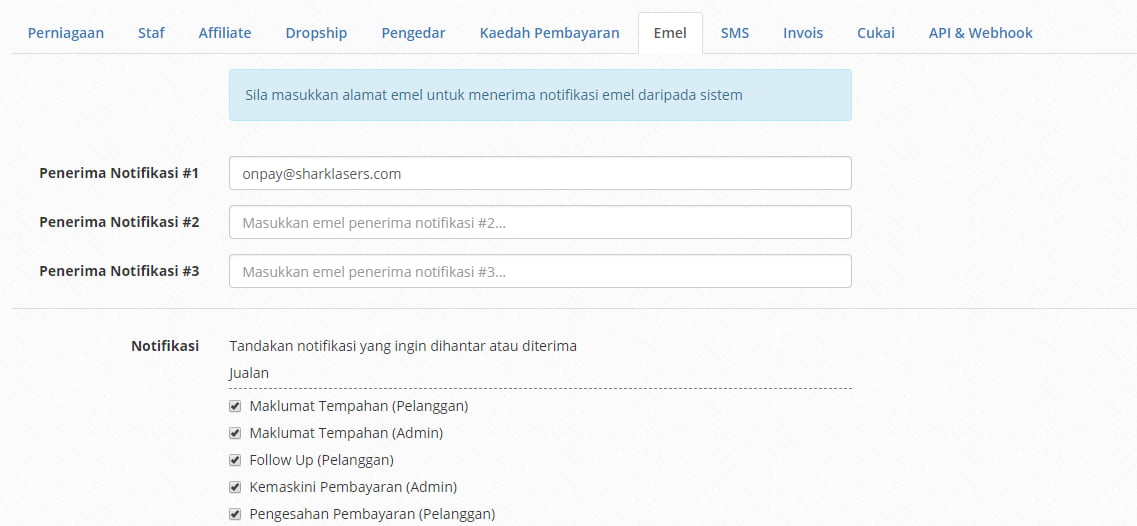 Perniagaan Staf Affiliate Dropship Pengedar Kaedah Pembayaran Emel SMS Invois Cukai API & Webhook
Sila masukkan alamat emel untuk menerima notifikasi emel daripada sistem
Penerima Notifikasi #1 onpay@sharklasers.com
Penerima Notifikasi #2 Masukkan emel penerima notifikasi #2...
Penerima Notifikasi #3 Masukkan emel penerima notifikasi #3...
Notifikasi Tandakan notifikasi yang ingin dihantar atau diterima
Jualan
Maklumat Tempahan (Pelanggan)
Maklumat Tempahan (Admin)
Follow Up (Pelanggan)
Kemaskini Pembayaran (Admin)
Pengesahan Pembayaran (Pelanggan)